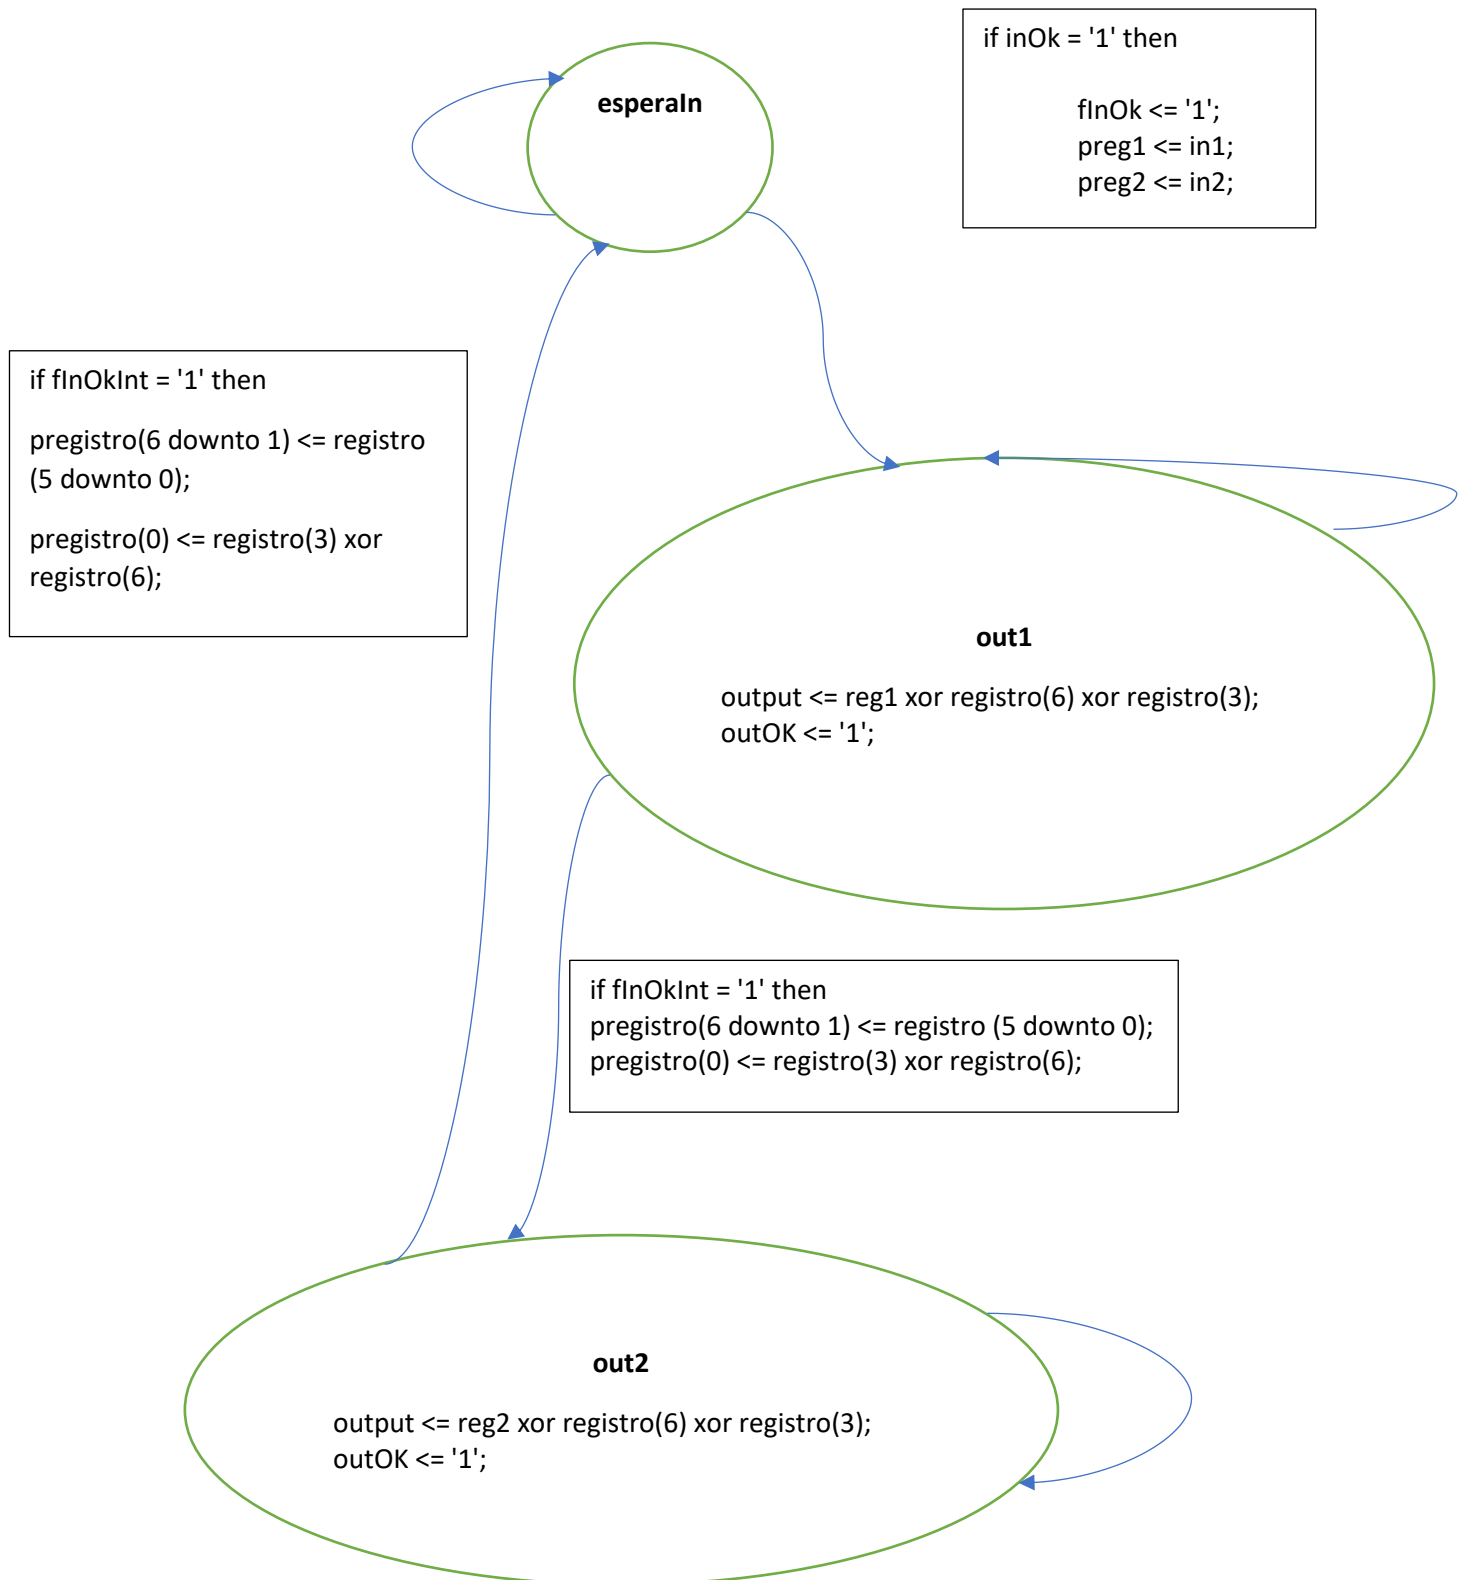 if inOk = '1' then
fInOk <= '1';
preg1 <= in1;
preg2 <= in2;
esperaIn
if fInOkInt = '1' then
pregistro(6 downto 1) <= registro
(5 downto 0);
pregistro(0) <= registro(3) xor
registro(6);
out1
output <= reg1 xor registro(6) xor registro(3);
outOK <= '1';
if fInOkInt = '1' then
pregistro(6 downto 1) <= registro (5 downto 0);
pregistro(0) <= registro(3) xor registro(6);
out2
output <= reg2 xor registro(6) xor registro(3);
outOK <= '1';